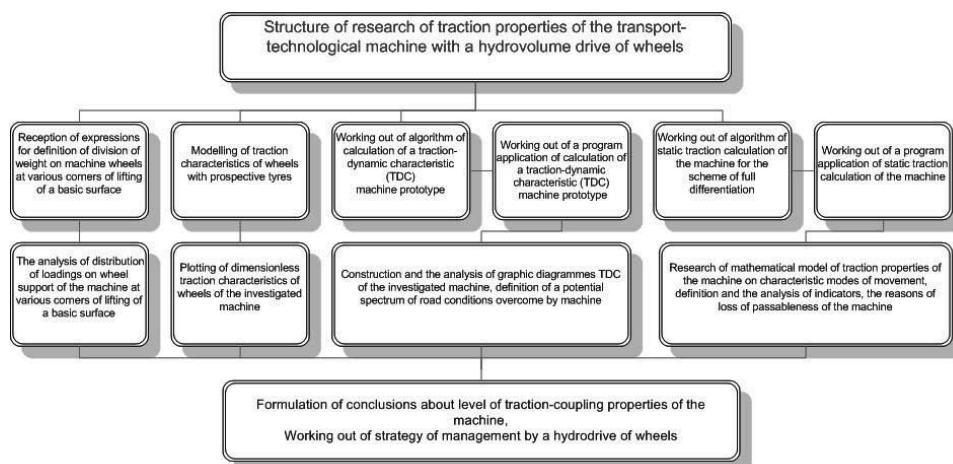 Structure of research of traction properties of the transport-
technological machine with a hydrovolume drive of wheels
Reception of expressions
for definition of division of
weight on machine wheels
at various corners of lifting
of a basic surface
Modelling of traction
characteristics of wheels
with prospective tyres
Working out of algorithm of
calculation of a traction-
dynamic characteristic
(TDC)
machine prototype
Working out of a program
application of calculation of
a traction-dynamic
characteristic (TDC)
machine prototype
Working out of algorithm of
static traction calculation of
the machine for the
scheme of full
differentiation
Working out of a program
application of static traction
calculation of the machine
The analysis of distribution
of loadings on wheel
support of the machine at
various corners of lifting of
a basic surface
Plotting of dimensionless
traction characteristics of
wheels of the investigated
machine
Construction and the analysis of graphic diagrammes TDC
of the investigated machine, definition of a potential
spectrum of road conditions overcome by machine
Research of mathematical model of traction properties of
the machine on characteristic modes of movement,
definition and the analysis of indicators, the reasons of
loss of passableness of the machine
Formulation of conclusions about level of traction-coupling properties of the
machine,
Working out of strategy of management by a hydrodrive of wheels